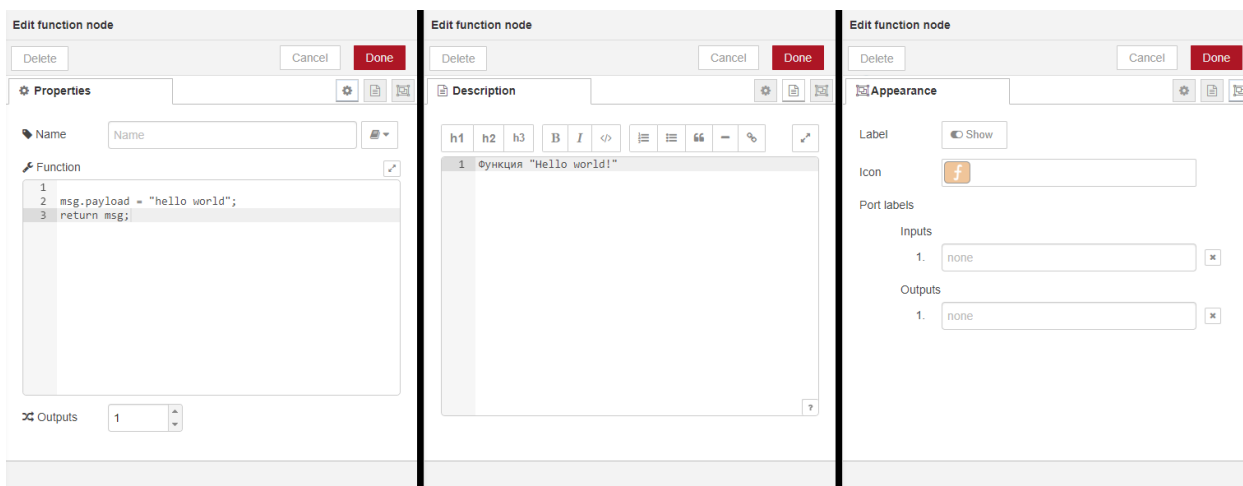 Edit function node
Delete
Cancel
Done
Properties
Name
Name
Function
1
2 msg.payload = "hello world";
3 return msg;
Outputs
1
Edit function node
Delete
Cancel
Done
Description
h1 h2 h3 B I </>
1 Функция "Hello world!"
?
Edit function node
Delete
Cancel
Done
Appearance
Label
Show
Icon
f
Port labels
Inputs
1. none
Outputs
1. none